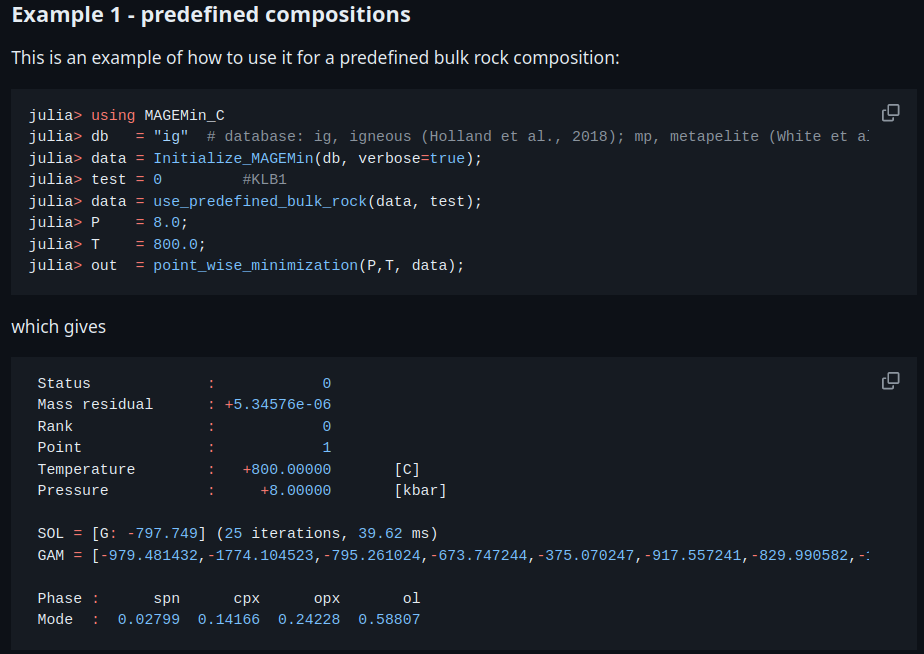 Example 1 - predefined compositions
This is an example of how to use it for a predefined bulk rock composition:
julia> using MAGEMin_C
julia> db   = "ig"  # database: ig, igneous (Holland et al., 2018); mp, metapelite (White et al
julia> data = Initialize_MAGEMin(db, verbose=true);
julia> test = 0         #KLB1
julia> data = use_predefined_bulk_rock(data, test);
julia> P    = 8.0;
julia> T    = 800.0;
julia> out  = point_wise_minimization(P,T, data);
which gives
Status             :            0
Mass residual      : +5.34576e-06
Rank               :            0
Point              :            1
Temperature        :   +800.00000       [C]
Pressure           :     +8.00000       [kbar]
SOL = [G: -797.749] (25 iterations, 39.62 ms)
GAM = [-979.481432,-1774.104523,-795.261024,-673.747244,-375.070247,-917.557241,-829.990582,-
Phase :      spn      cpx      opx       ol
Mode  :  0.02799  0.14166  0.24228  0.58807